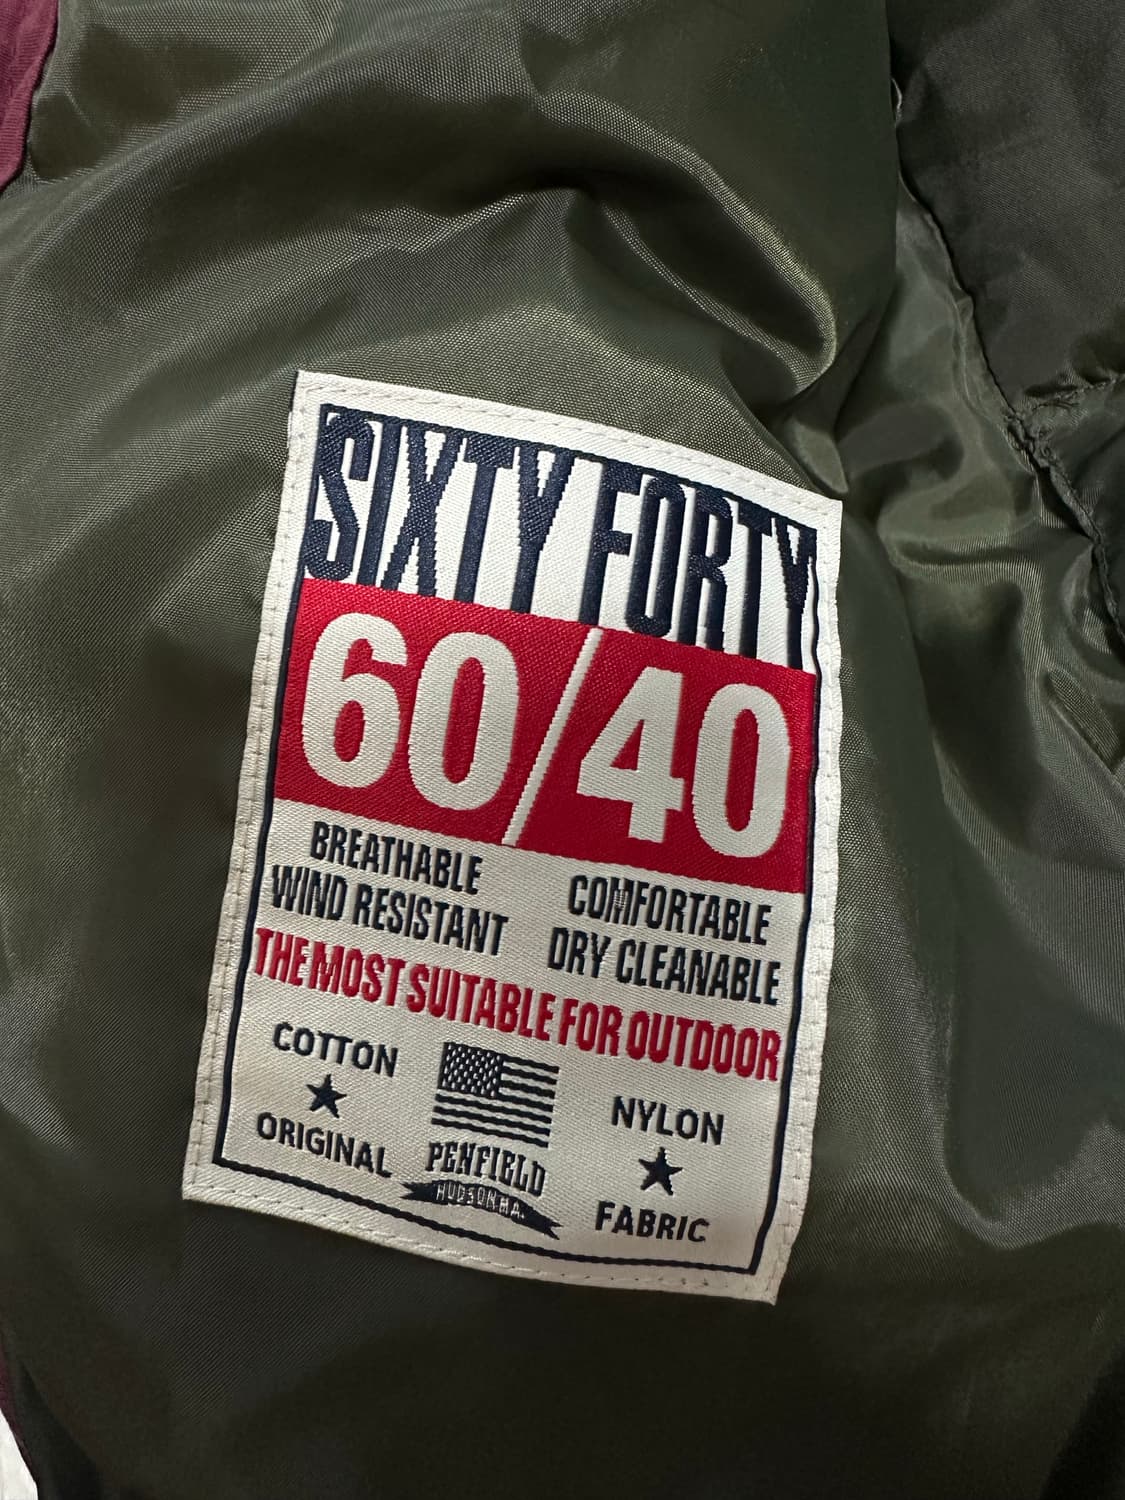 SIXTY FORTY
60/40
BREATHABLE
WIND RESISTANT
COMFORTABLE
DRY CLEANABLE
THE MOST SUITABLE FOR OUTDOOR
COTTON
ORIGINAL
PENFIELD
HUDSON MA.
NYLON
FABRIC